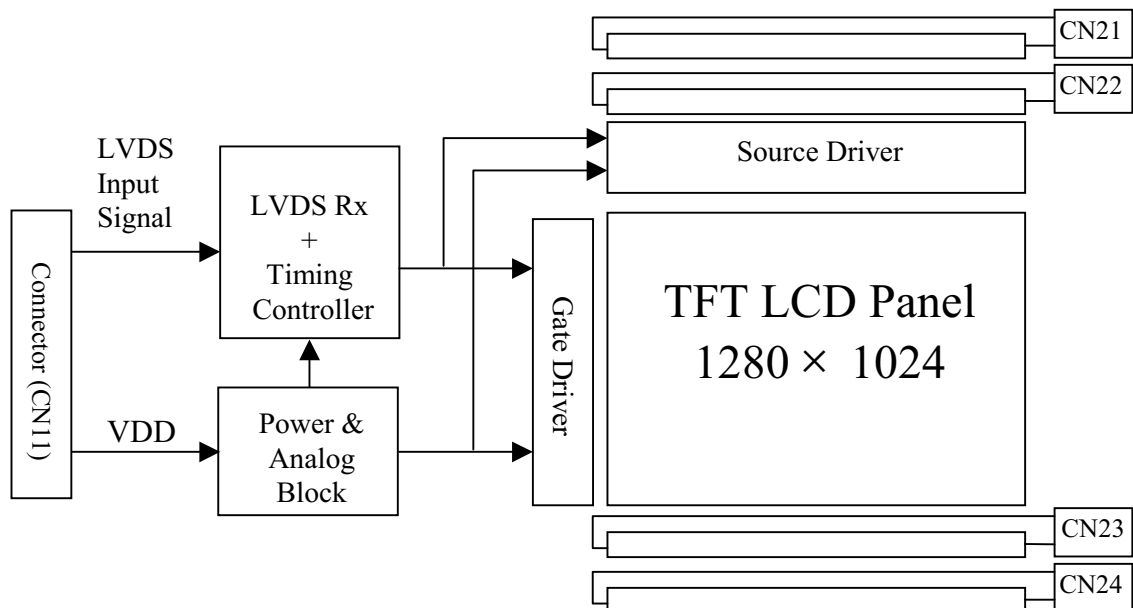 CN21
CN22
LVDS
Input
Signal
Source Driver
LVDS Rx
+
Timing
Controller
Connector (CN11)
Gate Driver
TFT LCD Panel
1280 × 1024
VDD
Power &
Analog
Block
CN23
CN24